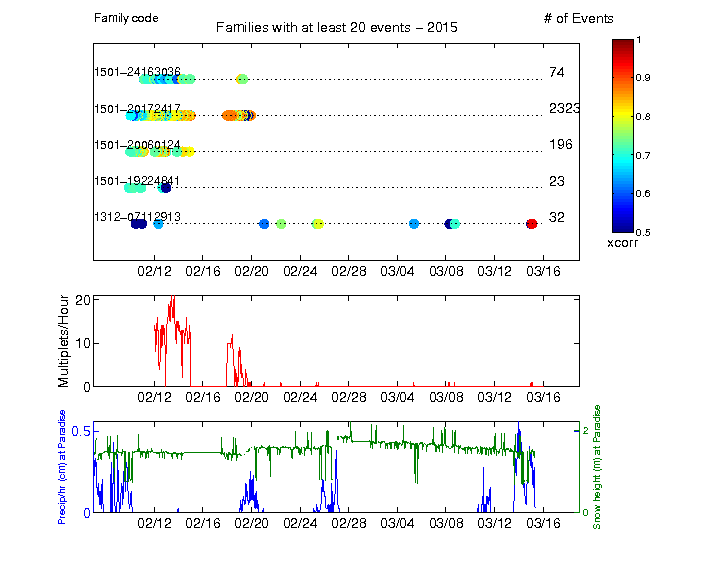 Family code
Families with at least 20 events – 2015
# of Events
1501–24163036 74
1501–20172417 2323
1501–20060124 196
1501–19224841 23
1312–07112913 32
02/12 02/16 02/20 02/24 02/28 03/04 03/08 03/12 03/16
1
0.9
0.8
0.7
0.6
0.5
xcorr
Multiplets/Hour
20
10
0
02/12 02/16 02/20 02/24 02/28 03/04 03/08 03/12 03/16
Precip/hr (cm) at Paradise
0.5
0
2
0
Snow height (m) at Paradise
02/12 02/16 02/20 02/24 02/28 03/04 03/08 03/12 03/16